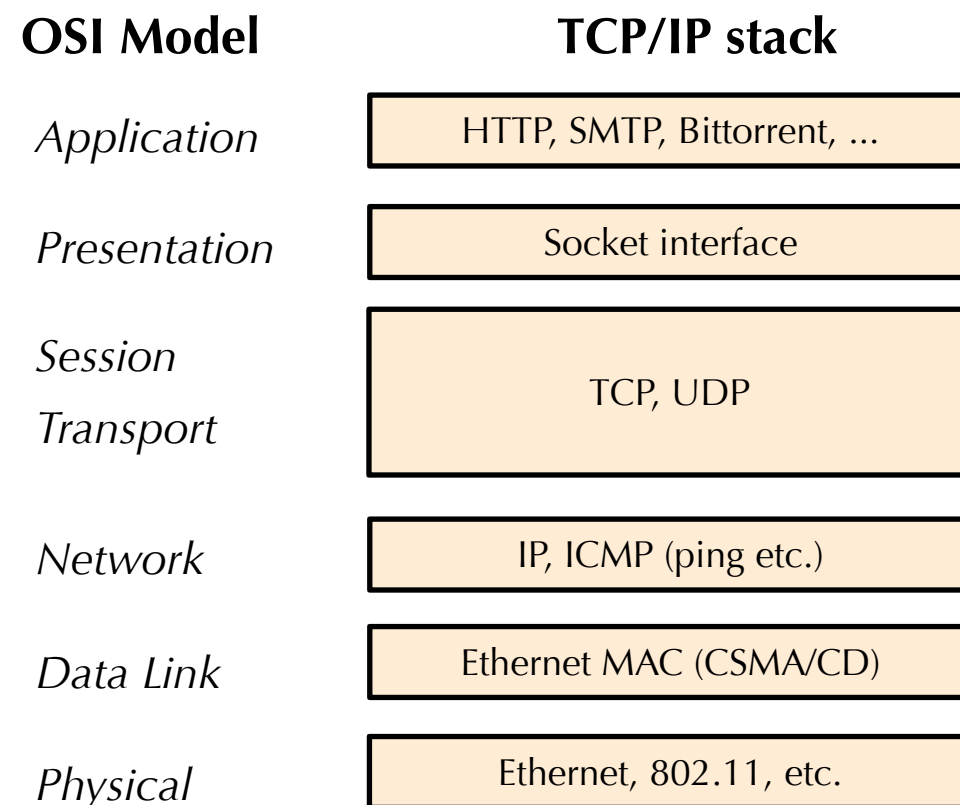 OSI Model TCP/IP stack
Application HTTP, SMTP, Bittorrent, ...
Presentation Socket interface
Session
Transport
TCP, UDP
Network IP, ICMP (ping etc.)
Data Link Ethernet MAC (CSMA/CD)
Physical Ethernet, 802.11, etc.